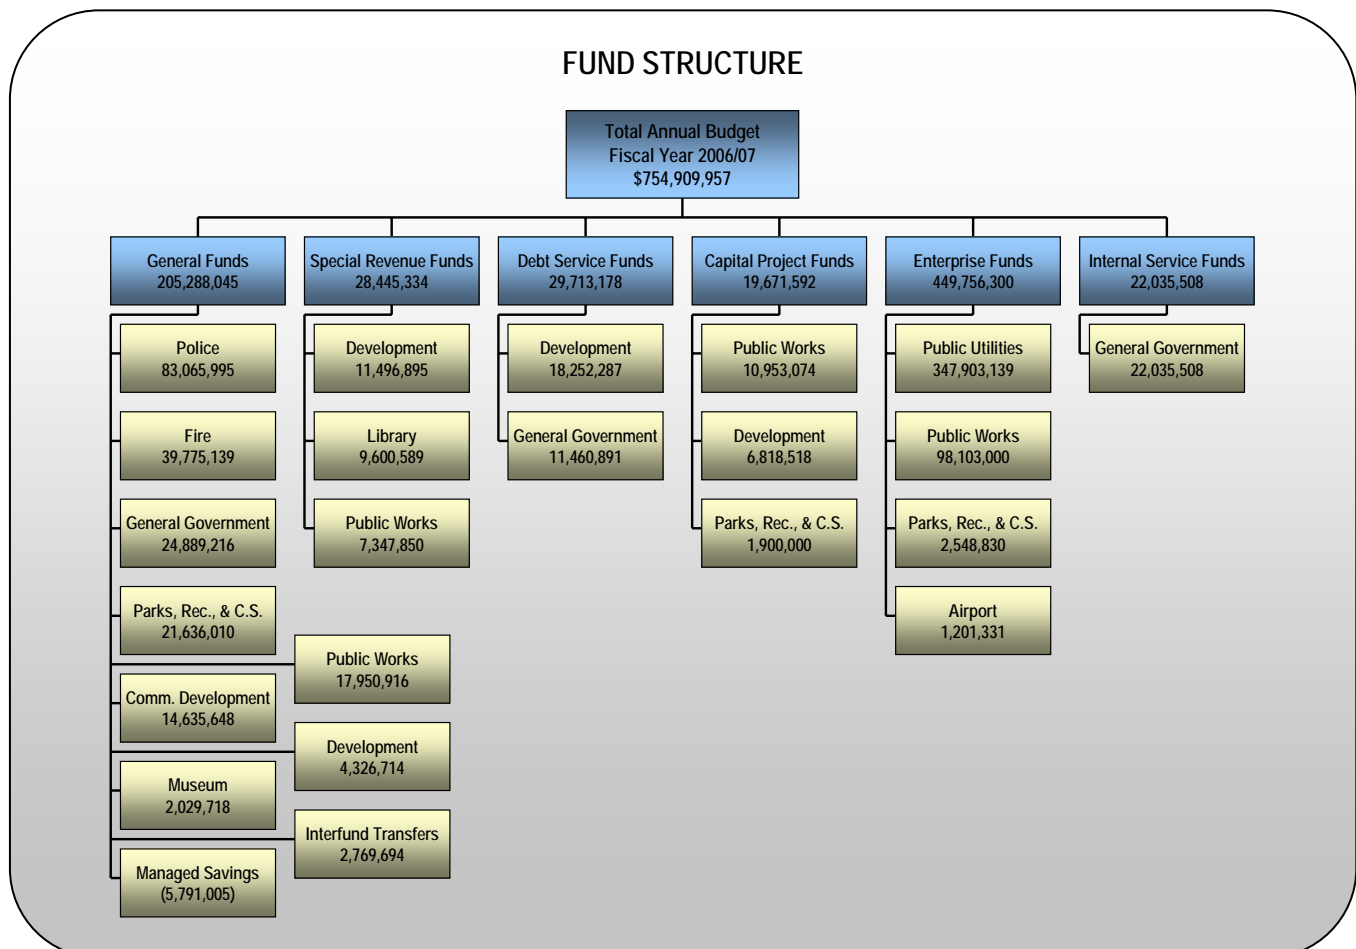 FUND STRUCTURE
Total Annual Budget
Fiscal Year 2006/07
$754,909,957
General Funds
205,288,045
Special Revenue Funds
28,445,334
Debt Service Funds
29,713,178
Capital Project Funds
19,671,592
Enterprise Funds
449,756,300
Internal Service Funds
22,035,508
Police
83,065,995
Fire
39,775,139
General Government
24,889,216
Parks, Rec., & C.S.
21,636,010
Public Works
17,950,916
Comm. Development
14,635,648
Development
4,326,714
Museum
2,029,718
Interfund Transfers
2,769,694
Managed Savings
(5,791,005)
Development
11,496,895
Library
9,600,589
Public Works
7,347,850
Development
18,252,287
General Government
11,460,891
Public Works
10,953,074
Development
6,818,518
Parks, Rec., & C.S.
1,900,000
Public Utilities
347,903,139
Public Works
98,103,000
Parks, Rec., & C.S.
2,548,830
Airport
1,201,331
General Government
22,035,508